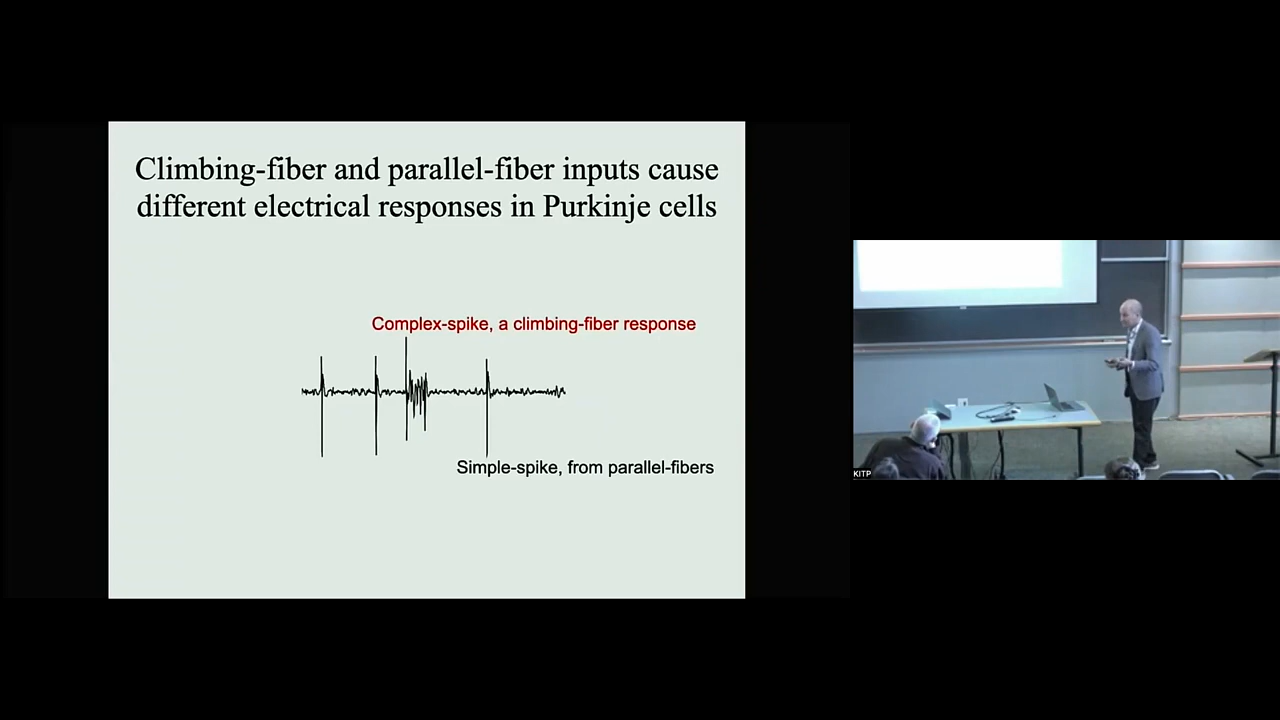 Climbing-fiber and parallel-fiber inputs cause
different electrical responses in Purkinje cells
Complex-spike, a climbing-fiber response
Simple-spike, from parallel-fibers
KITP